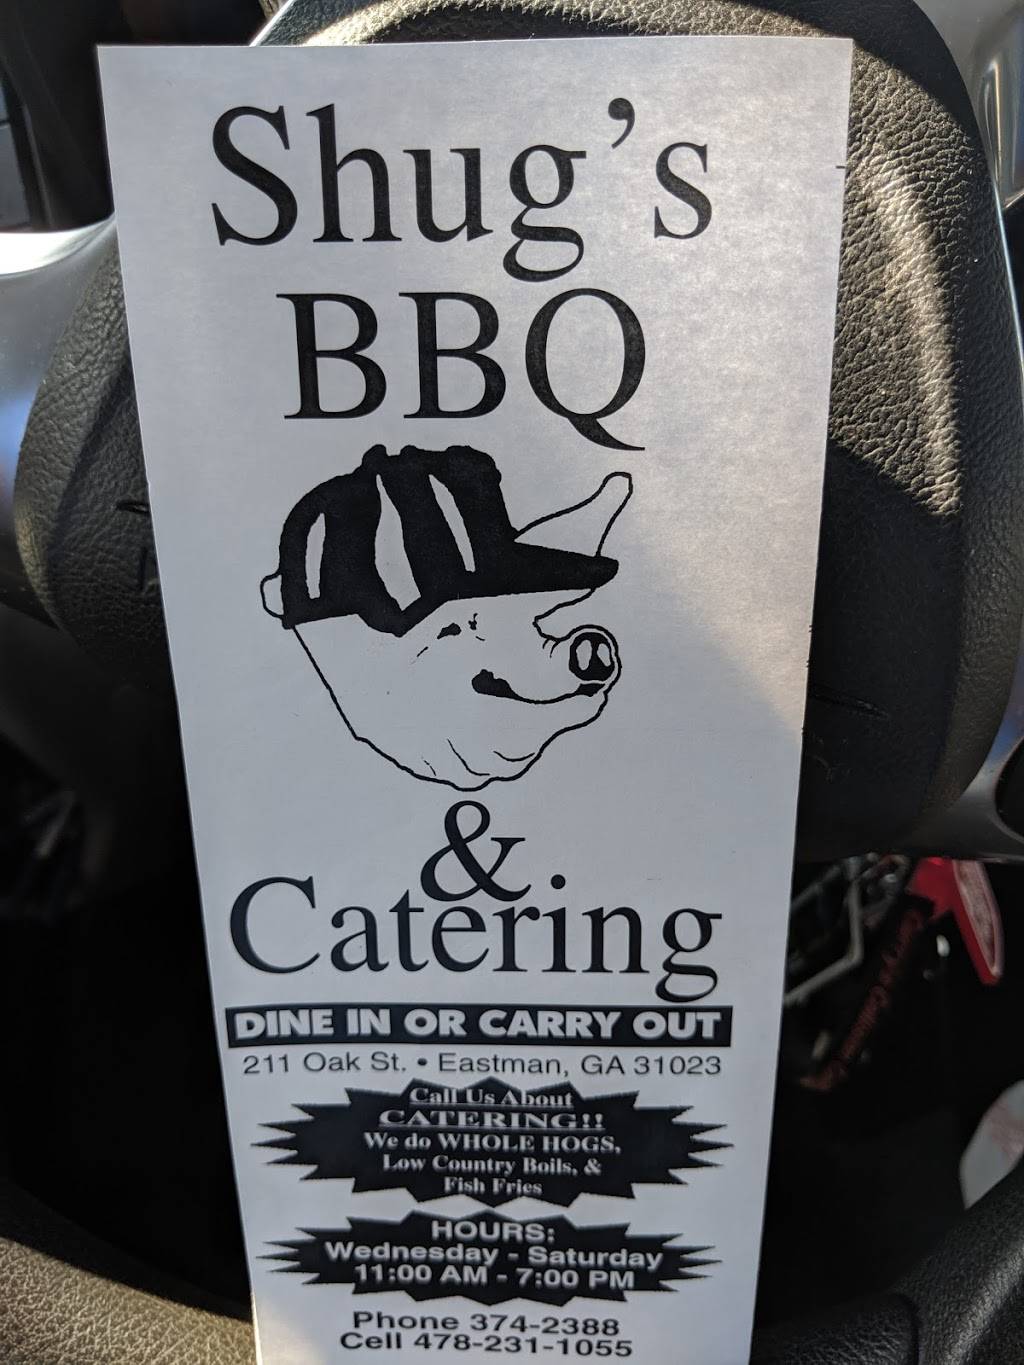 Shug's
BBQ
&
Catering
DINE IN OR CARRY OUT
211 Oak St. • Eastman, GA 31023
Call Us About
CATERING!!
We do WHOLE HOGS,
Low Country Boils, &
Fish Fries
HOURS:
Wednesday - Saturday
11:00 AM - 7:00 PM
Phone 374-2388
Cell 478-231-1055